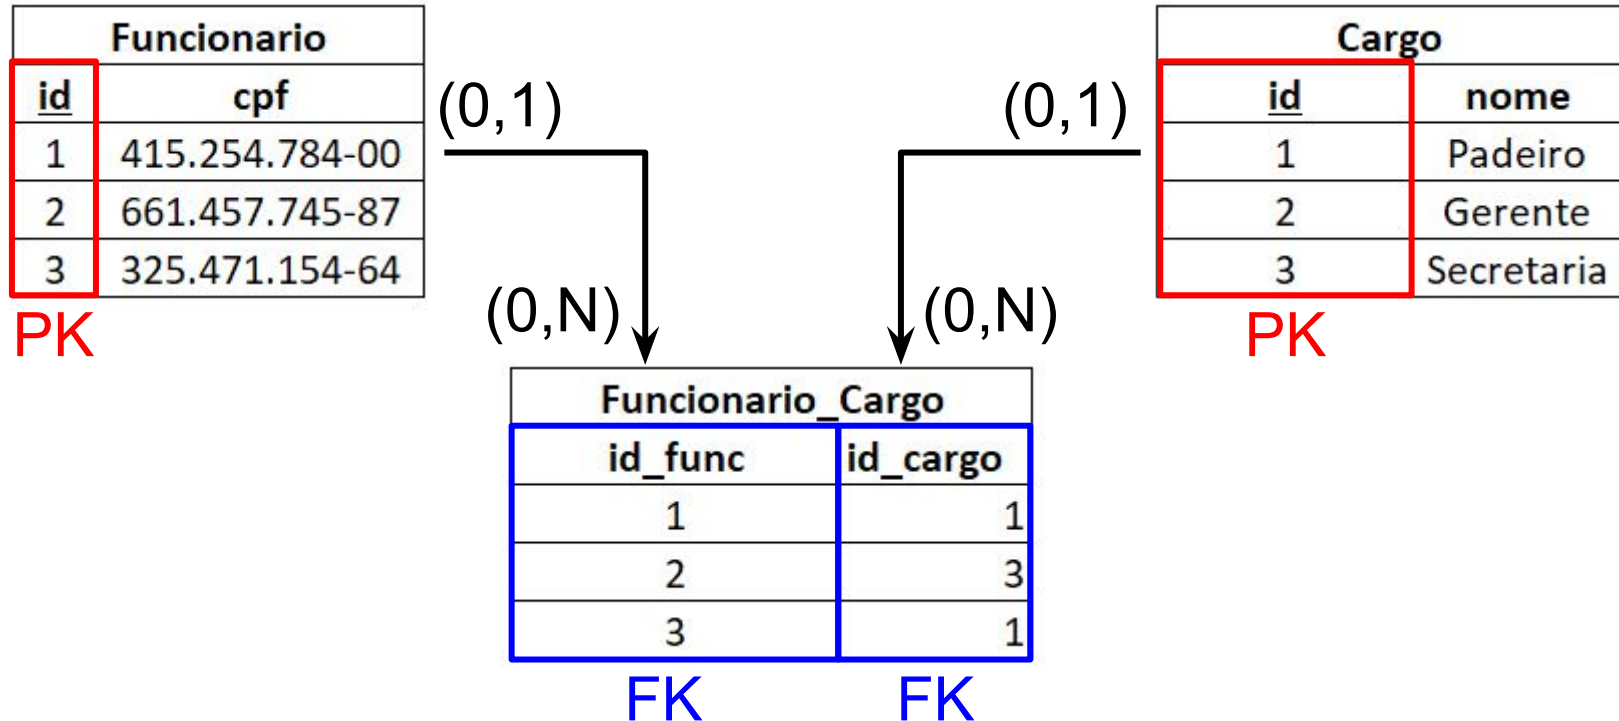 Funcionario
id cpf
1 415.254.784-00
2 661.457.745-87
3 325.471.154-64
PK
(0,1)
(0,N)
Cargo
id nome
1 Padeiro
2 Gerente
3 Secretaria
PK
(0,1)
(0,N)
Funcionario_Cargo
id_func id_cargo
1 1
2 3
3 1
FK FK